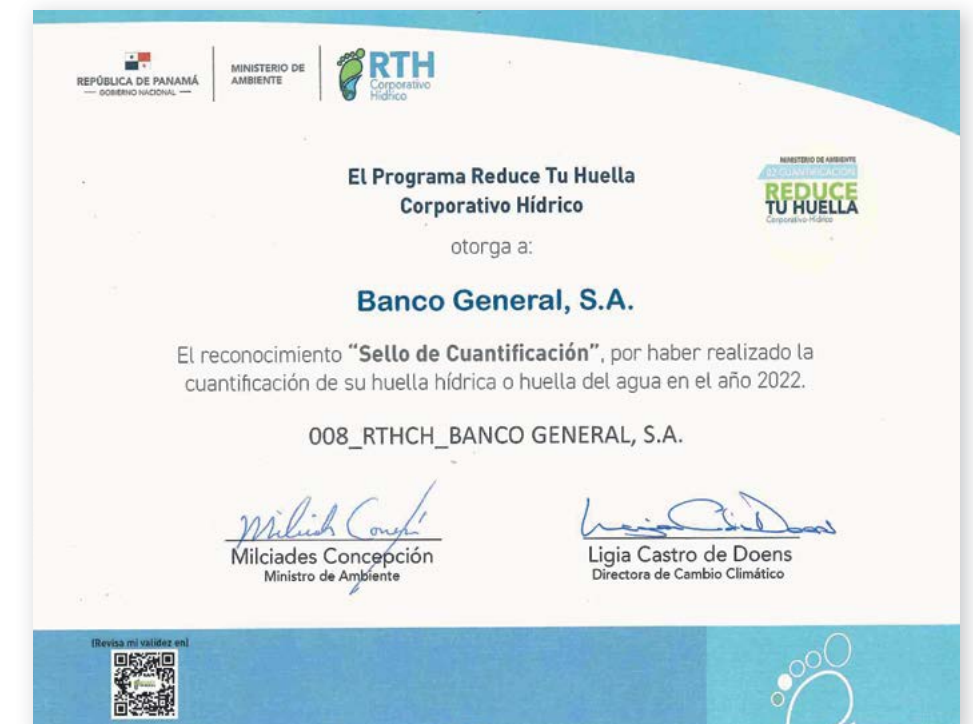 REPÚBLICA DE PANAMÁ
— GOBIERNO NACIONAL —
MINISTERIO DE
AMBIENTE
RTH
Corporativo
Hídrico
MINISTERIO DE AMBIENTE
02 CUANTIFICACIÓN
REDUCE
TU HUELLA
Corporativo Hídrico
El Programa Reduce Tu Huella
Corporativo Hídrico
otorga a:
Banco General, S.A.
El reconocimiento "Sello de Cuantificación", por haber realizado la
cuantificación de su huella hídrica o huella del agua en el año 2022.
008_RTHCH_BANCO GENERAL, S.A.
Milciades Concepción
Ministro de Ambiente
Ligia Castro de Doens
Directora de Cambio Climático
(Revisa mi validez en)